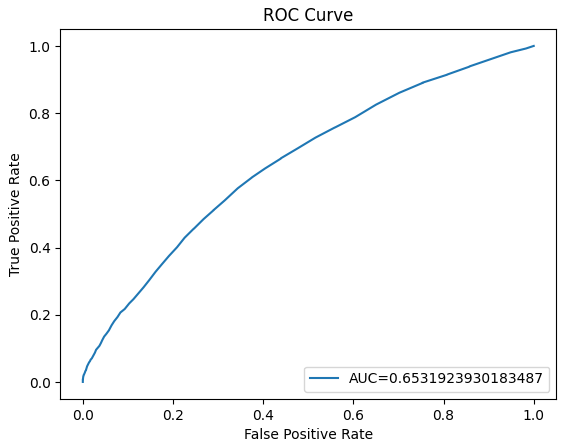 ROC Curve
True Positive Rate
1.0
0.8
0.6
0.4
0.2
0.0
AUC=0.6531923930183487
0.0 0.2 0.4 0.6 0.8 1.0
False Positive Rate